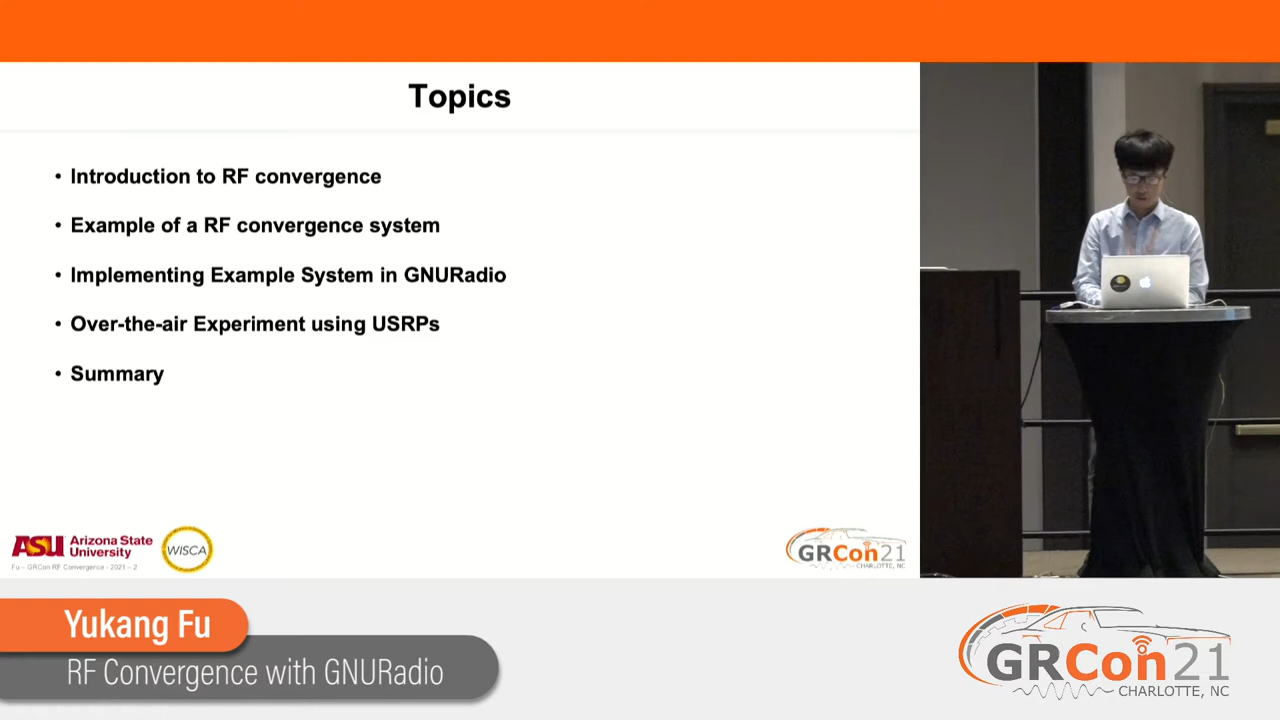 Topics
• Introduction to RF convergence
• Example of a RF convergence system
• Implementing Example System in GNURadio
• Over-the-air Experiment using USRPs
• Summary
ASU Arizona State
University
WISCA
Fu – GRCon RF Convergence - 2021 – 2
GRCon21
CHARLOTTE, NC
Yukang Fu
RF Convergence with GNURadio
GRCon21
CHARLOTTE, NC